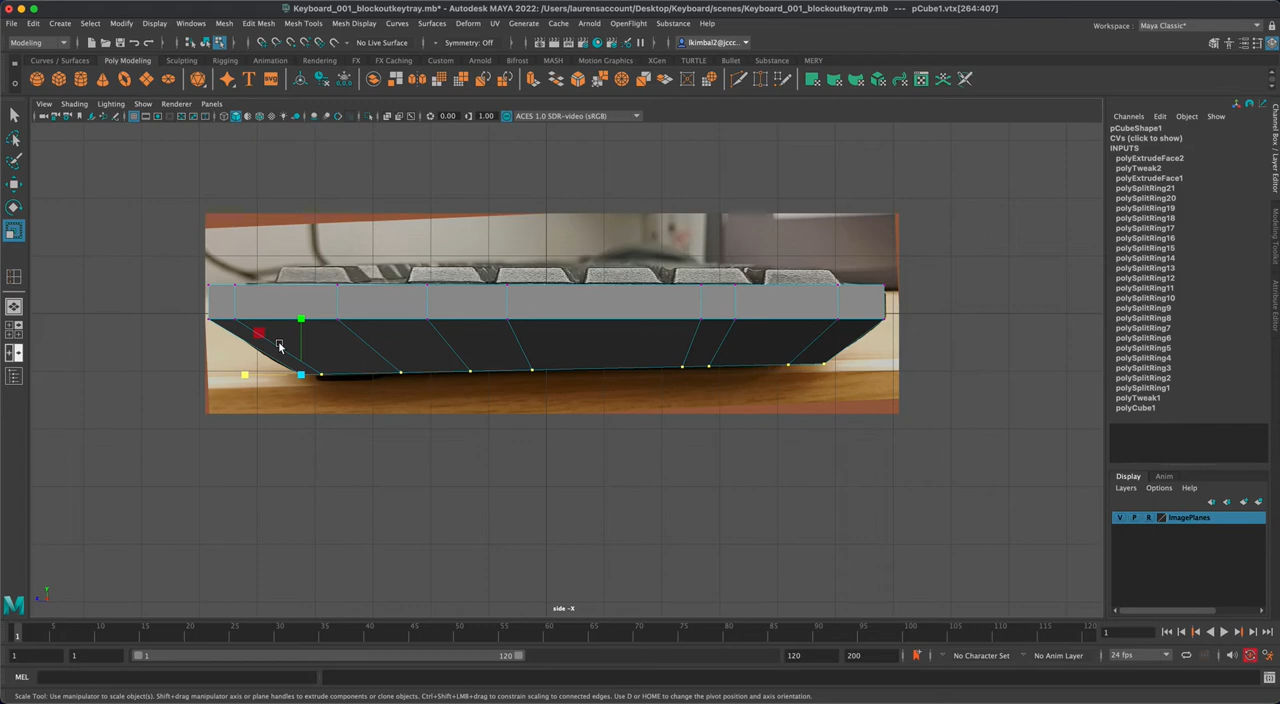 Keyboard_001_blockoutkeytray.mb* - Autodesk MAYA 2022: /Users/laurensaccount/Desktop/Keyboard/scenes/Keyboard_001_blockoutkeytray.mb --- pCube1.vtx[264:407]
File Edit Create Select Modify Display Windows Mesh Edit Mesh Mesh Tools Mesh Display Curves Surfaces Deform UV Generate Cache Arnold OpenFlight Substance Help
Workspace : Maya Classic*
Modeling No Live Surface Symmetry: Off lkimbal2@jccc...
Curves / Surfaces Poly Modeling Sculpting Rigging Animation Rendering FX FX Caching Custom Arnold Bifrost MASH Motion Graphics XGen TURTLE Bullet Substance MERY
View Shading Lighting Show Renderer Panels
0.00 1.00 ACES 1.0 SDR-video (sRGB)
Channels Edit Object Show
pCubeShape1
CVs (click to show)
INPUTS
polyExtrudeFace2
polyTweak2
polyExtrudeFace1
polySplitRing21
polySplitRing20
polySplitRing19
polySplitRing18
polySplitRing17
polySplitRing16
polySplitRing15
polySplitRing14
polySplitRing13
polySplitRing12
polySplitRing11
polySplitRing10
polySplitRing9
polySplitRing8
polySplitRing7
polySplitRing6
polySplitRing5
polySplitRing4
polySplitRing3
polySplitRing2
polySplitRing1
polyTweak1
polyCube1
Channel Box / Layer Editor
Modeling Toolkit
Attribute Editor
Display Anim
Layers Options Help
V P R ImagePlanes
side -X
5 10 15 20 25 30 35 40 45 50 55 60 65 70 75 80 85 90 95 100 105 110 115 120
1
1
1 1 1 120 120 200 No Character Set No Anim Layer 24 fps
MEL
Scale Tool: Use manipulator to scale object(s). Shift+drag manipulator axis or plane handles to extrude components or clone objects. Ctrl+Shift+LMB+drag to constrain scaling to connected edges. Use D or HOME to change the pivot position and axis orientation.